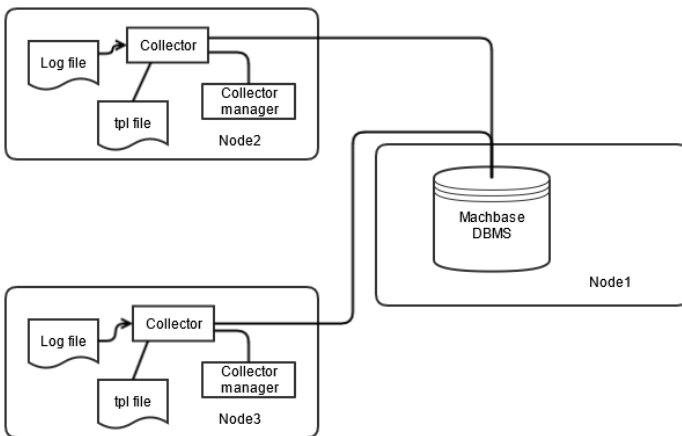 Collector
Log file
Collector
manager
tpl file
Node2
Machbase
DBMS
Node1
Collector
Log file
Collector
manager
tpl file
Node3